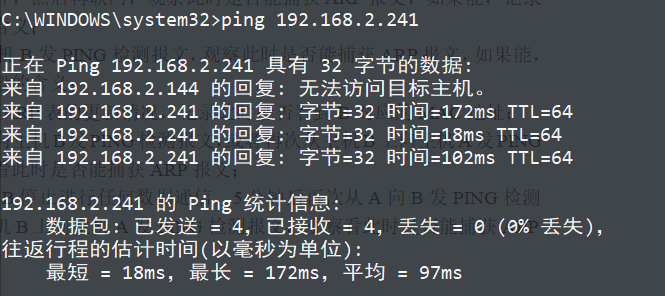 C:\WINDOWS\system32>ping 192.168.2.241
正在 Ping 192.168.2.241 具有 32 字节的数据:
来自 192.168.2.144 的回复: 无法访问目标主机。
来自 192.168.2.241 的回复: 字节=32 时间=172ms TTL=64
来自 192.168.2.241 的回复: 字节=32 时间=18ms TTL=64
来自 192.168.2.241 的回复: 字节=32 时间=102ms TTL=64
192.168.2.241 的 Ping 统计信息:
数据包: 已发送 = 4, 已接收 = 4, 丢失 = 0 (0% 丢失),
往返行程的估计时间(以毫秒为单位):
最短 = 18ms, 最长 = 172ms, 平均 = 97ms